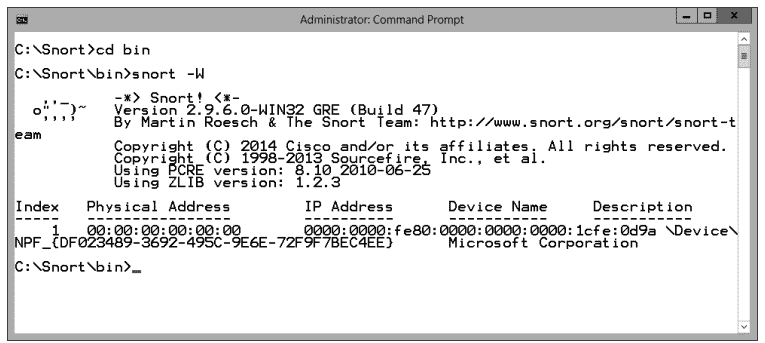 Administrator: Command Prompt
C:\Snort>cd bin
C:\Snort\bin>snort -W
   ,,_     -*> Snort! <*-
  o"  )~   Version 2.9.6.0-WIN32 GRE (Build 47)
   ''''    By Martin Roesch & The Snort Team: http://www.snort.org/snort/snort-t
eam
           Copyright (C) 2014 Cisco and/or its affiliates. All rights reserved.
           Copyright (C) 1998-2013 Sourcefire, Inc., et al.
           Using PCRE version: 8.10 2010-06-25
           Using ZLIB version: 1.2.3
Index   Physical Address        IP Address      Device Name     Description
-----   ----------------        ----------      -----------     -----------
    1   00:00:00:00:00:00       0000:0000:fe80:0000:0000:0000:1cfe:0d9a \Device\
NPF_{DF023489-3692-495C-9E6E-72F9F7BEC4EE}      Microsoft Corporation
C:\Snort\bin>_